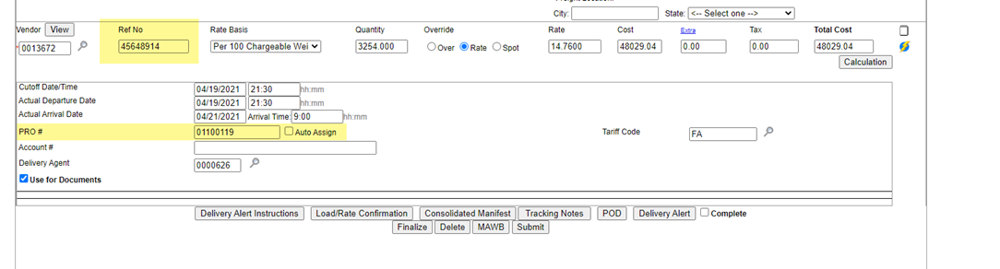 City: State: <-- Select one -->
Vendor View Ref No Rate Basis Quantity Override Rate Cost Extra Tax Total Cost
0013672 45648914 Per 100 Chargeable Wei 3254.000 Over Rate Spot 14.7600 48029.04 0.00 0.00 48029.04
Calculation
Cutoff Date/Time 04/19/2021 21:30 hh:mm
Actual Departure Date 04/19/2021 21:30 hh:mm
Actual Arrival Date 04/21/2021 Arrival Time: 9:00 hh:mm
PRO # 01100119 Auto Assign Tariff Code FA
Account #
Delivery Agent 0000626
Use for Documents
Delivery Alert Instructions Load/Rate Confirmation Consolidated Manifest Tracking Notes POD Delivery Alert Complete
Finalize Delete MAWB Submit